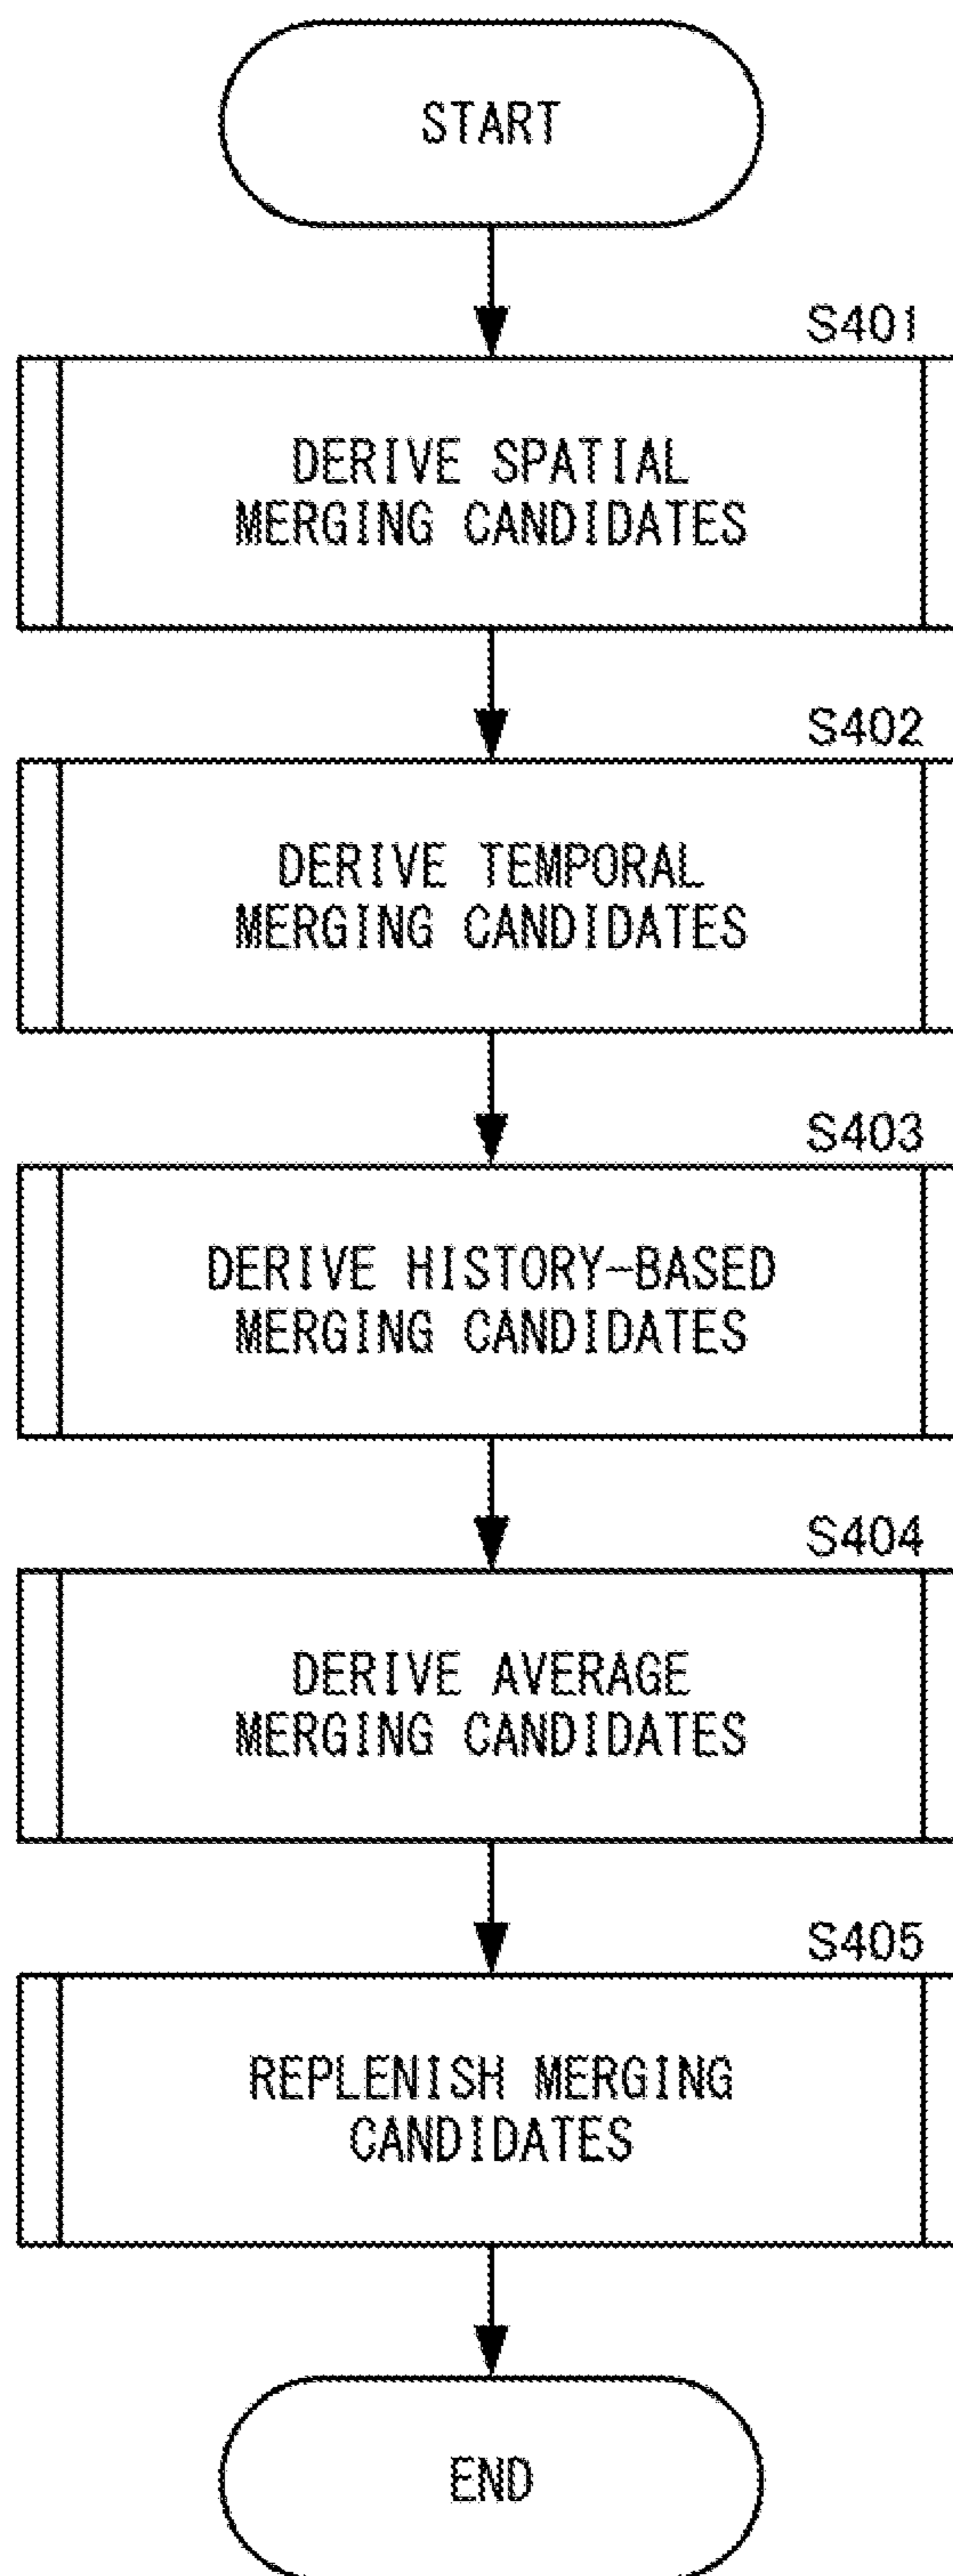 START
S401
DERIVE SPATIAL
MERGING CANDIDATES
S402
DERIVE TEMPORAL
MERGING CANDIDATES
S403
DERIVE HISTORY-BASED
MERGING CANDIDATES
S404
DERIVE AVERAGE
MERGING CANDIDATES
S405
REPLENISH MERGING
CANDIDATES
END